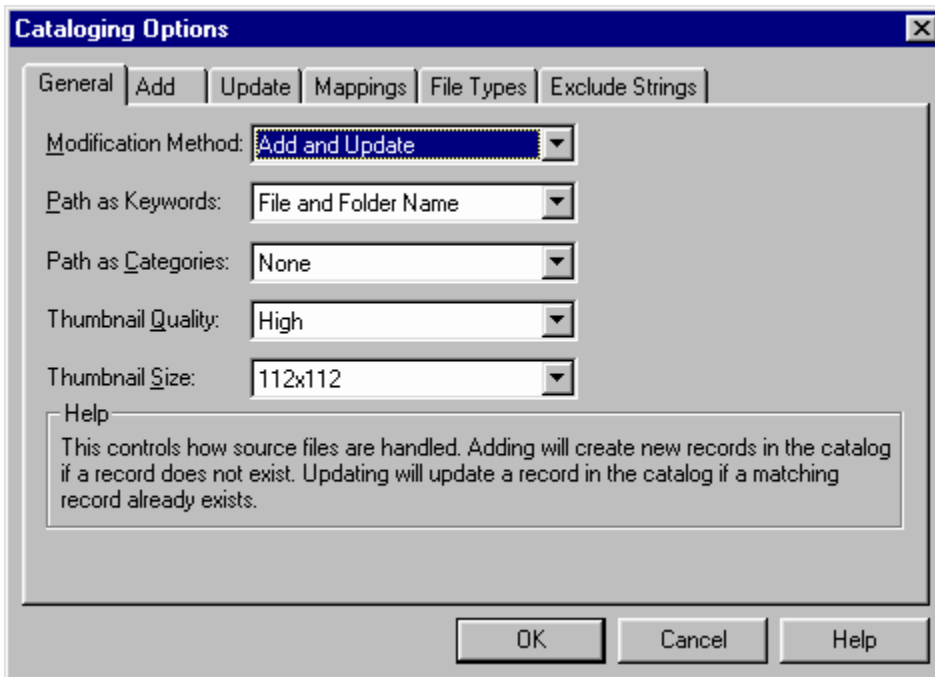 Cataloging Options
General Add Update Mappings File Types Exclude Strings
Modification Method: Add and Update
Path as Keywords: File and Folder Name
Path as Categories: None
Thumbnail Quality: High
Thumbnail Size: 112x112
Help
This controls how source files are handled. Adding will create new records in the catalog
if a record does not exist. Updating will update a record in the catalog if a matching
record already exists.
OK Cancel Help